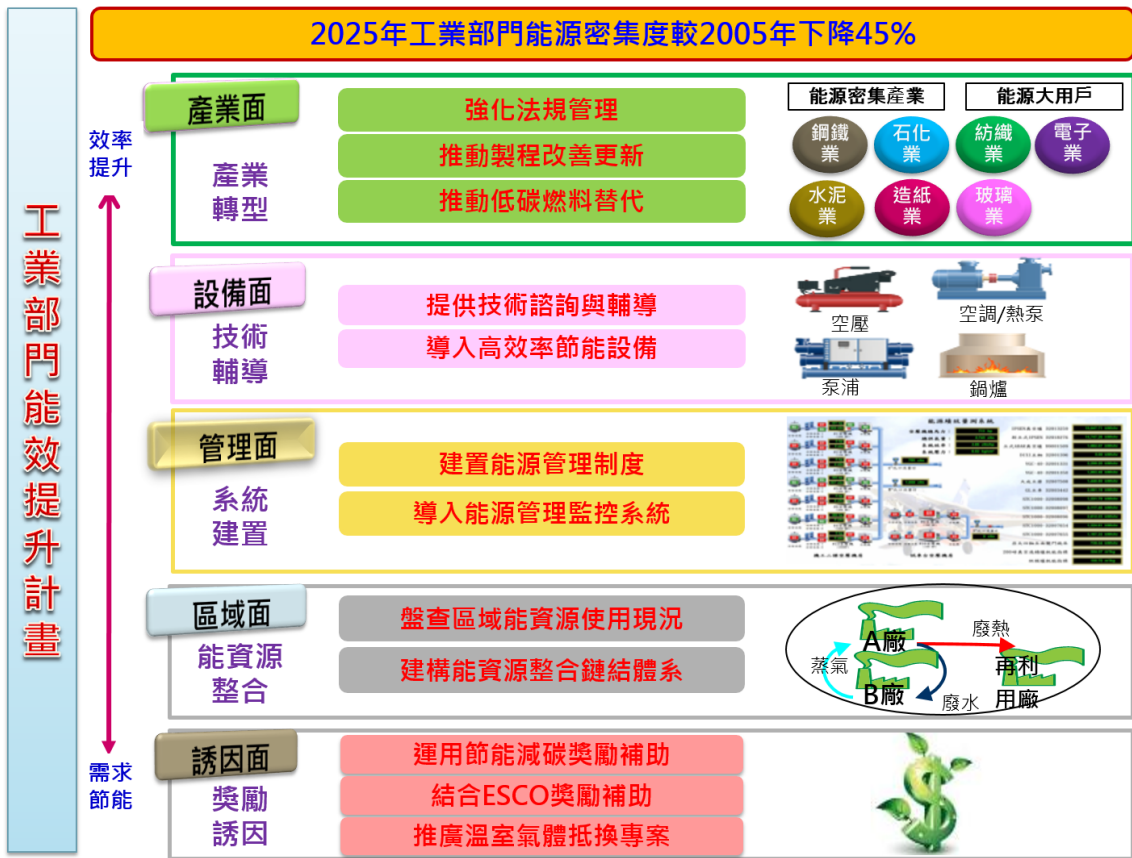 2025年工業部門能源密集度較2005年下降45%
工業部門能效提升計畫
效率
提升
需求
節能
產業面
產業
轉型
強化法規管理
推動製程改善更新
推動低碳燃料替代
能源密集產業
能源大用戶
鋼鐵
業
石化
業
紡織
業
電子
業
水泥
業
造紙
業
玻璃
業
設備面
技術
輔導
提供技術諮詢與輔導
導入高效率節能設備
空壓
空調/熱泵
泵浦
鍋爐
管理面
系統
建置
建置能源管理制度
導入能源管理監控系統
區域面
能資源
整合
盤查區域能資源使用現況
建構能資源整合鏈結體系
A廠
廢熱
蒸氣
再利
用廠
B廠
廢水
誘因面
獎勵
誘因
運用節能減碳獎勵補助
結合ESCO獎勵補助
推廣溫室氣體抵換專案